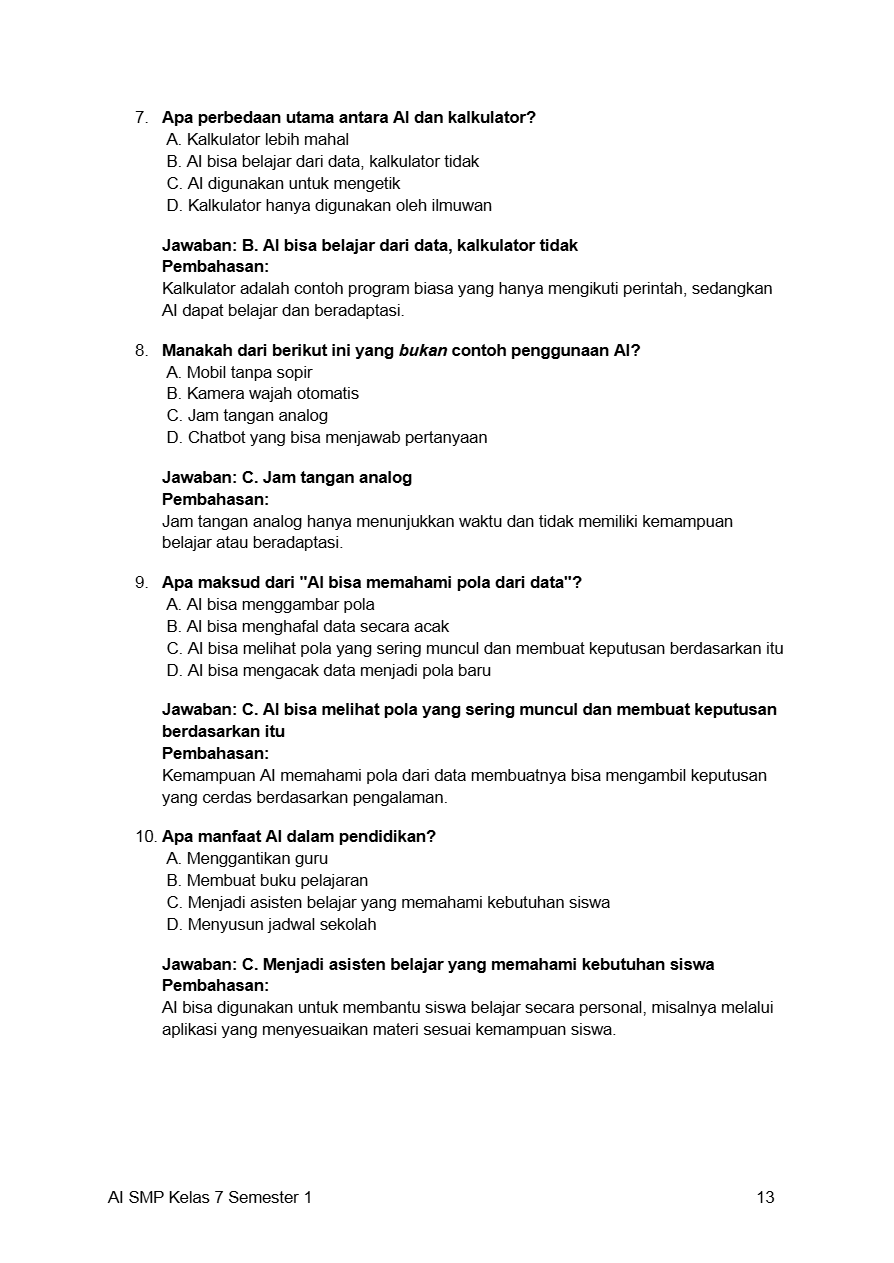 7. Apa perbedaan utama antara AI dan kalkulator?
A. Kalkulator lebih mahal
B. AI bisa belajar dari data, kalkulator tidak
C. AI digunakan untuk mengetik
D. Kalkulator hanya digunakan oleh ilmuwan
Jawaban: B. AI bisa belajar dari data, kalkulator tidak
Pembahasan:
Kalkulator adalah contoh program biasa yang hanya mengikuti perintah, sedangkan
AI dapat belajar dan beradaptasi.
8. Manakah dari berikut ini yang bukan contoh penggunaan AI?
A. Mobil tanpa sopir
B. Kamera wajah otomatis
C. Jam tangan analog
D. Chatbot yang bisa menjawab pertanyaan
Jawaban: C. Jam tangan analog
Pembahasan:
Jam tangan analog hanya menunjukkan waktu dan tidak memiliki kemampuan
belajar atau beradaptasi.
9. Apa maksud dari "AI bisa memahami pola dari data"?
A. AI bisa menggambar pola
B. AI bisa menghafal data secara acak
C. AI bisa melihat pola yang sering muncul dan membuat keputusan berdasarkan itu
D. AI bisa mengacak data menjadi pola baru
Jawaban: C. AI bisa melihat pola yang sering muncul dan membuat keputusan
berdasarkan itu
Pembahasan:
Kemampuan AI memahami pola dari data membuatnya bisa mengambil keputusan
yang cerdas berdasarkan pengalaman.
10. Apa manfaat AI dalam pendidikan?
A. Menggantikan guru
B. Membuat buku pelajaran
C. Menjadi asisten belajar yang memahami kebutuhan siswa
D. Menyusun jadwal sekolah
Jawaban: C. Menjadi asisten belajar yang memahami kebutuhan siswa
Pembahasan:
AI bisa digunakan untuk membantu siswa belajar secara personal, misalnya melalui
aplikasi yang menyesuaikan materi sesuai kemampuan siswa.
AI SMP Kelas 7 Semester 1 13